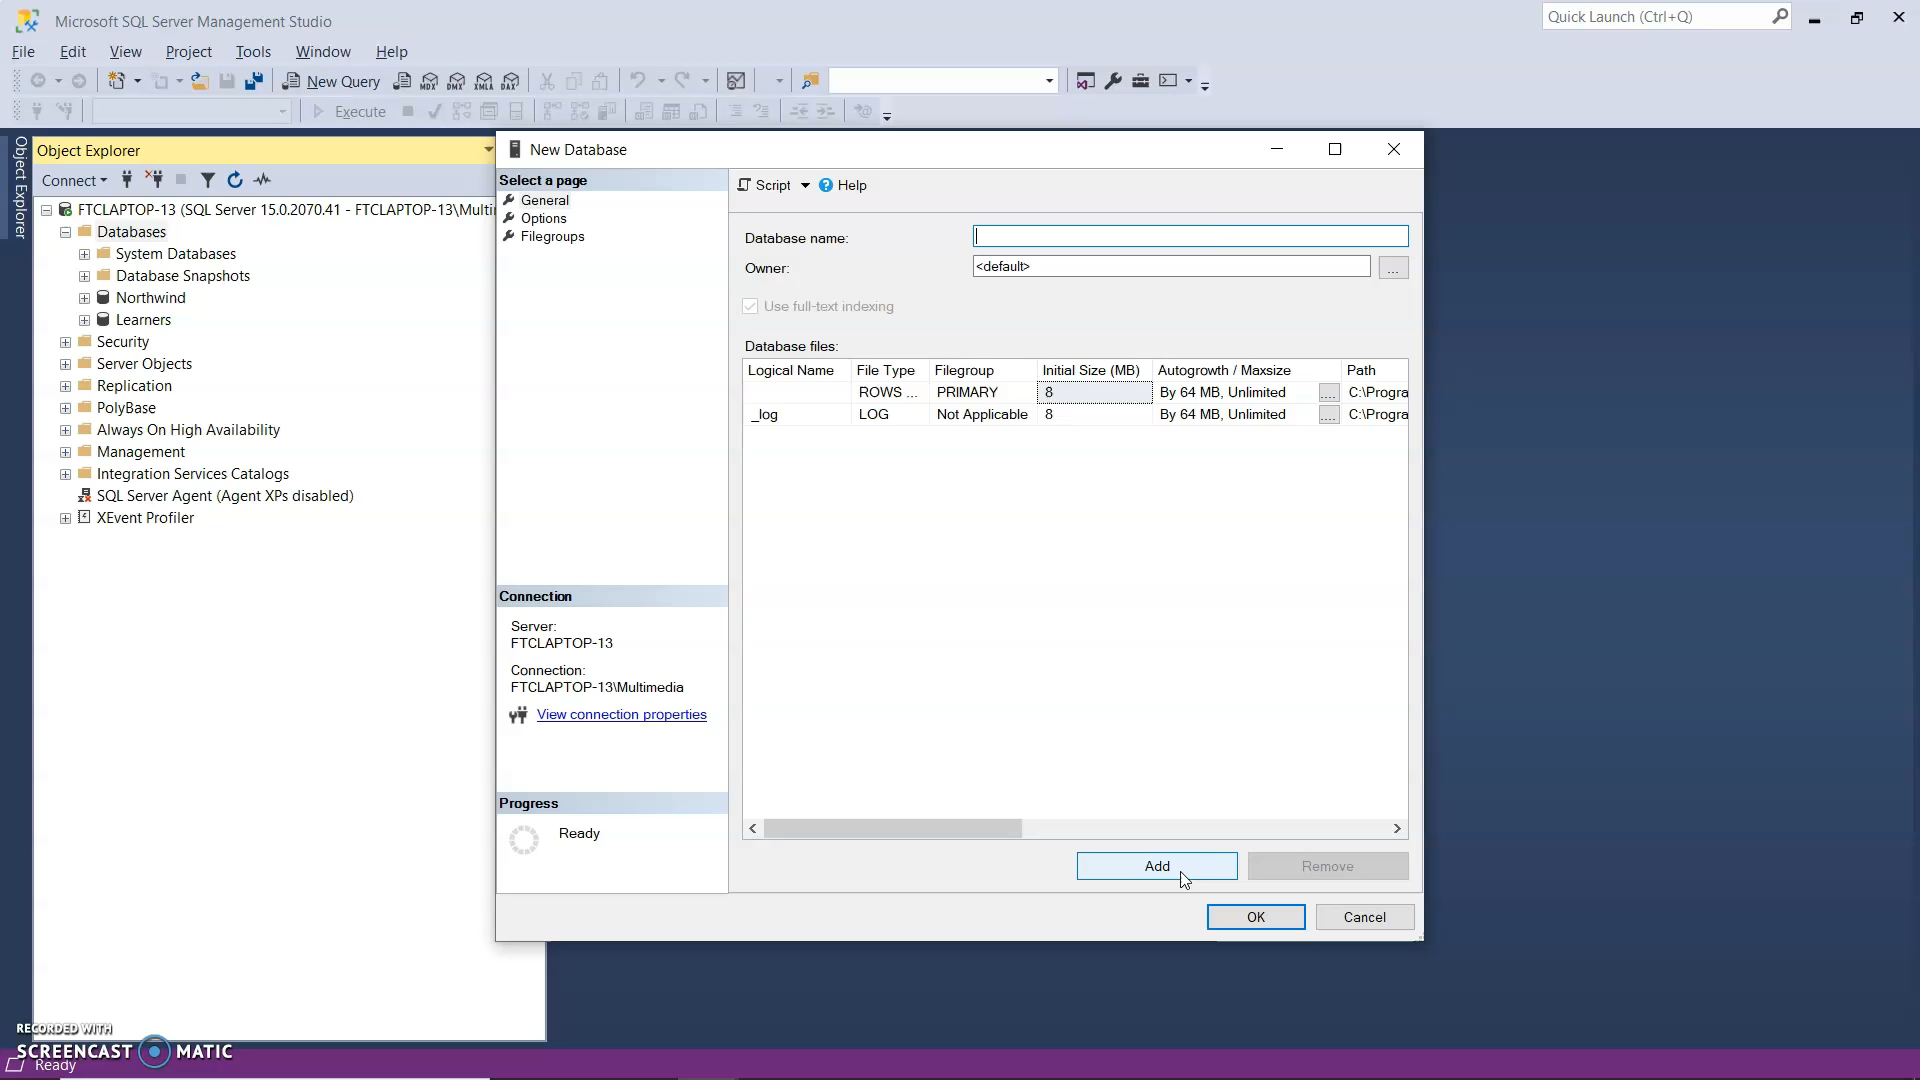 Microsoft SQL Server Management Studio
Quick Launch (Ctrl+Q)
File Edit View Project Tools Window Help
New Query MDX DMX XMLA DAX
Execute
Object Explorer
Object Explorer
Connect
FTCLAPTOP-13 (SQL Server 15.0.2070.41 - FTCLAPTOP-13\Multi
Databases
System Databases
Database Snapshots
Northwind
Learners
Security
Server Objects
Replication
PolyBase
Always On High Availability
Management
Integration Services Catalogs
SQL Server Agent (Agent XPs disabled)
XEvent Profiler
New Database
Select a page
General
Options
Filegroups
Connection
Server:
FTCLAPTOP-13
Connection:
FTCLAPTOP-13\Multimedia
View connection properties
Progress
Ready
Script Help
Database name:
Owner: <default> ...
Use full-text indexing
Database files:
Logical Name File Type Filegroup Initial Size (MB) Autogrowth / Maxsize Path
ROWS ... PRIMARY 8 By 64 MB, Unlimited ... C:\Progra
_log LOG Not Applicable 8 By 64 MB, Unlimited ... C:\Progra
Add Remove
OK Cancel
RECORDED WITH
SCREENCAST MATIC
Ready